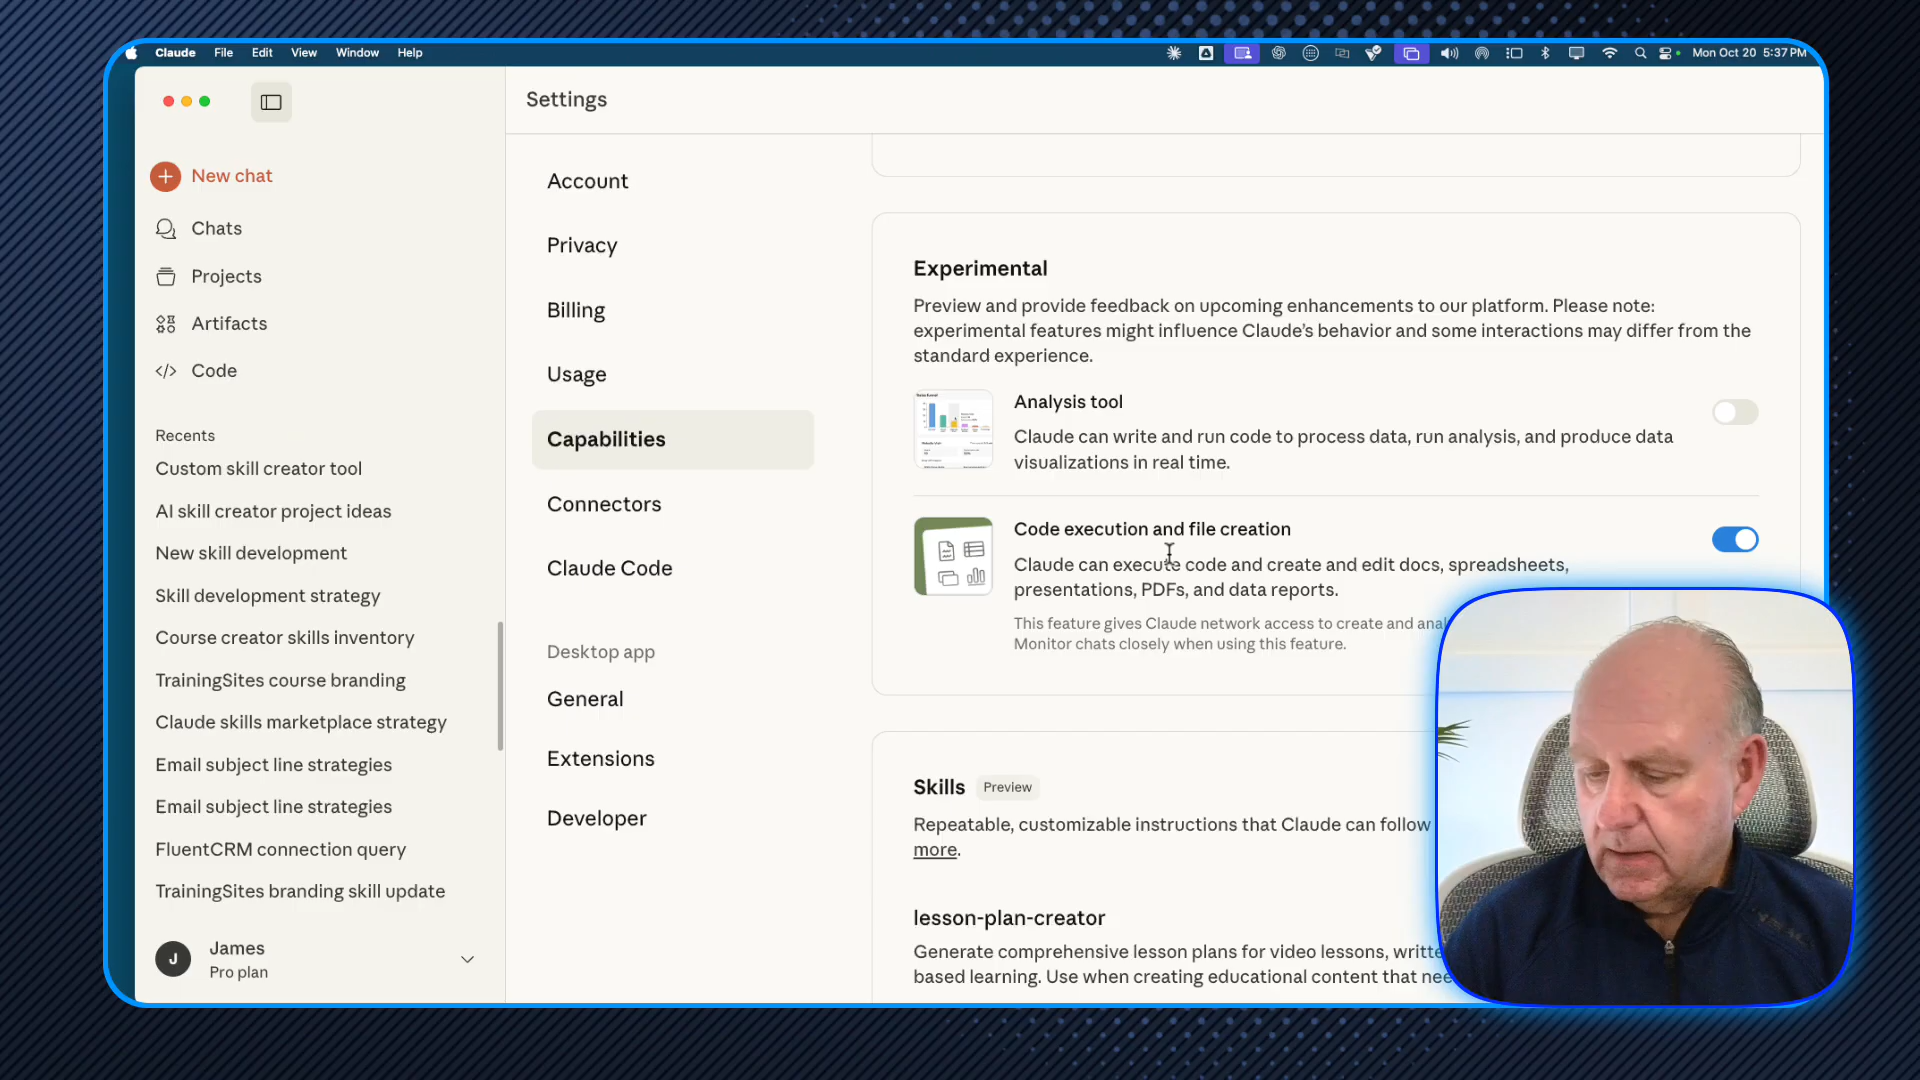 Claude File Edit View Window Help
Mon Oct 20 5:37 PM
Settings
New chat
Chats
Projects
Artifacts
Code
Recents
Custom skill creator tool
AI skill creator project ideas
New skill development
Skill development strategy
Course creator skills inventory
TrainingSites course branding
Claude skills marketplace strategy
Email subject line strategies
Email subject line strategies
FluentCRM connection query
TrainingSites branding skill update
J
James
Pro plan
Account
Privacy
Billing
Usage
Capabilities
Connectors
Claude Code
Desktop app
General
Extensions
Developer
Experimental
Preview and provide feedback on upcoming enhancements to our platform. Please note:
experimental features might influence Claude's behavior and some interactions may differ from the
standard experience.
Analysis tool
Claude can write and run code to process data, run analysis, and produce data
visualizations in real time.
Code execution and file creation
Claude can execute code and create and edit docs, spreadsheets,
presentations, PDFs, and data reports.
This feature gives Claude network access to create and
Monitor chats closely when using this feature.
Skills Preview
Repeatable, customizable instructions that Claude can follow
more.
lesson-plan-creator
Generate comprehensive lesson plans for video lessons,
based learning. Use when creating educational content that